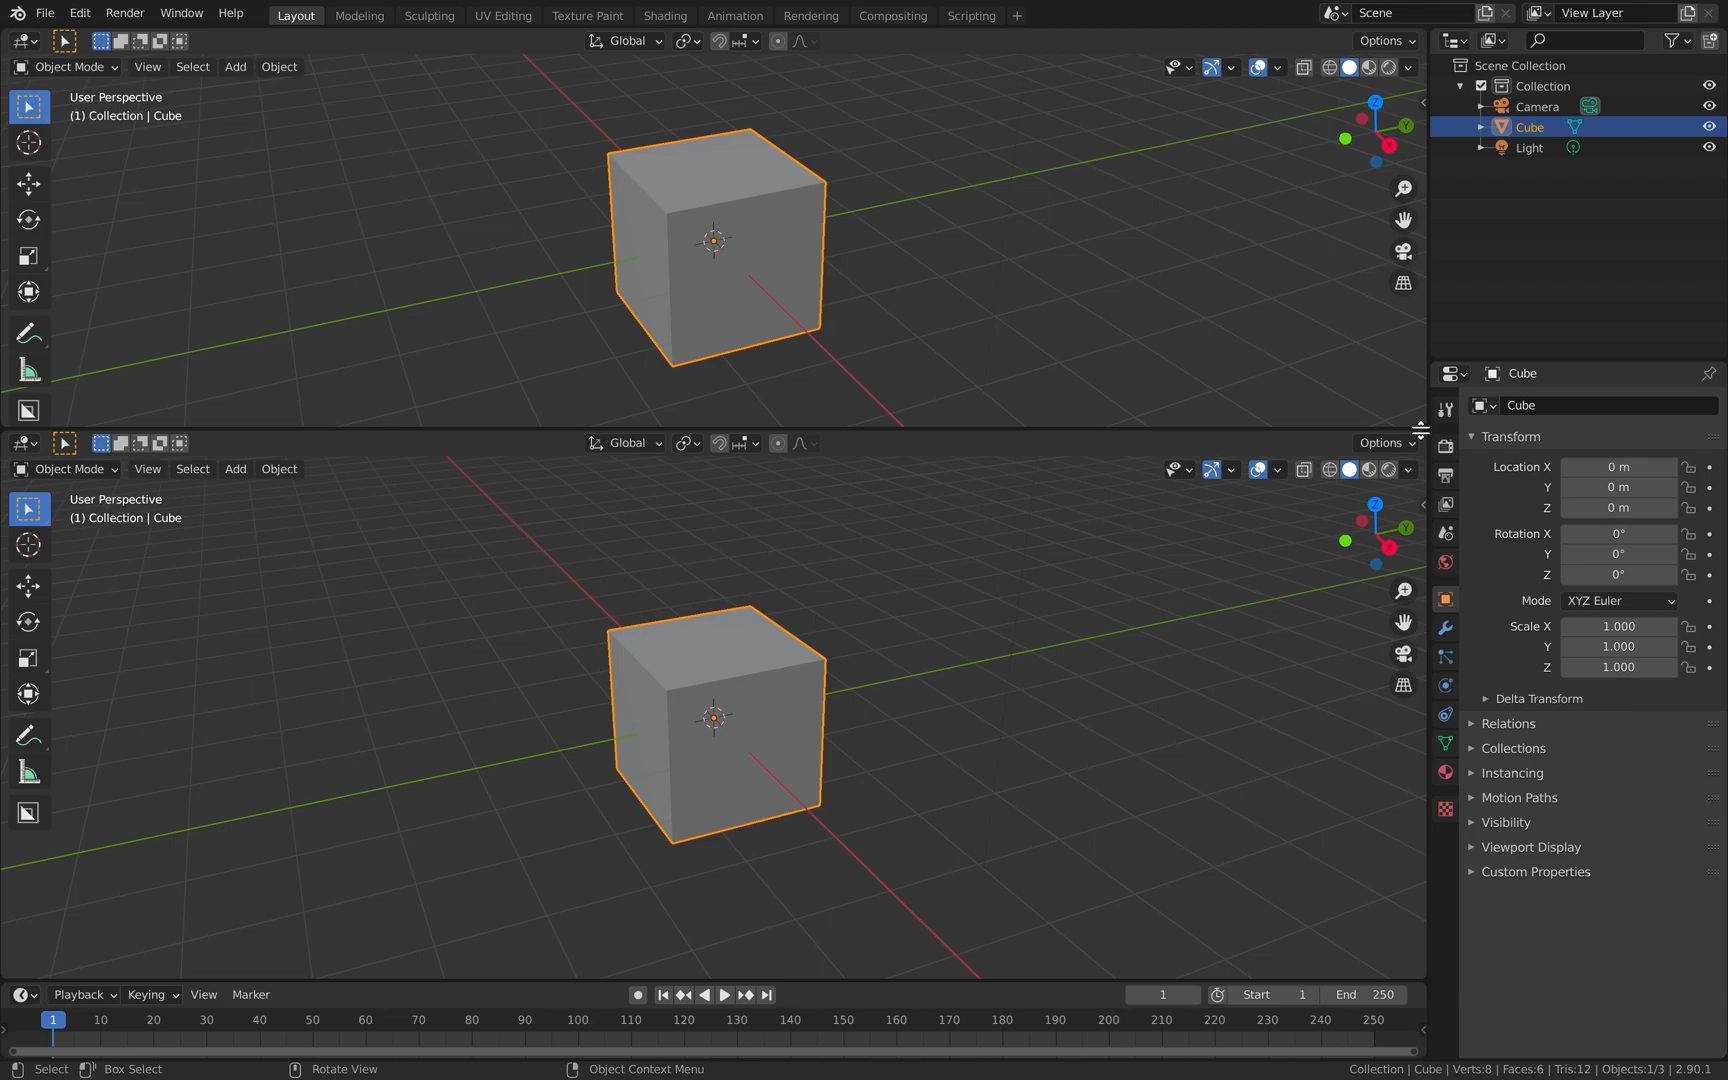 File Edit Render Window Help Layout Modeling Sculpting UV Editing Texture Paint Shading Animation Rendering Compositing Scripting + Scene View Layer
Global Options
Object Mode View Select Add Object
User Perspective
(1) Collection | Cube
Z
Y
X
Scene Collection
Collection
Camera
Cube
Light
Global Options
Object Mode View Select Add Object
User Perspective
(1) Collection | Cube
Z
Y
X
Cube
Cube
Transform
Location X 0 m
Y 0 m
Z 0 m
Rotation X 0°
Y 0°
Z 0°
Mode XYZ Euler
Scale X 1.000
Y 1.000
Z 1.000
Delta Transform
Relations
Collections
Instancing
Motion Paths
Visibility
Viewport Display
Custom Properties
Playback Keying View Marker 1 Start 1 End 250
1 10 20 30 40 50 60 70 80 90 100 110 120 130 140 150 160 170 180 190 200 210 220 230 240 250
Select Box Select Rotate View Object Context Menu Collection | Cube | Verts:8 | Faces:6 | Tris:12 | Objects:1/3 | 2.90.1